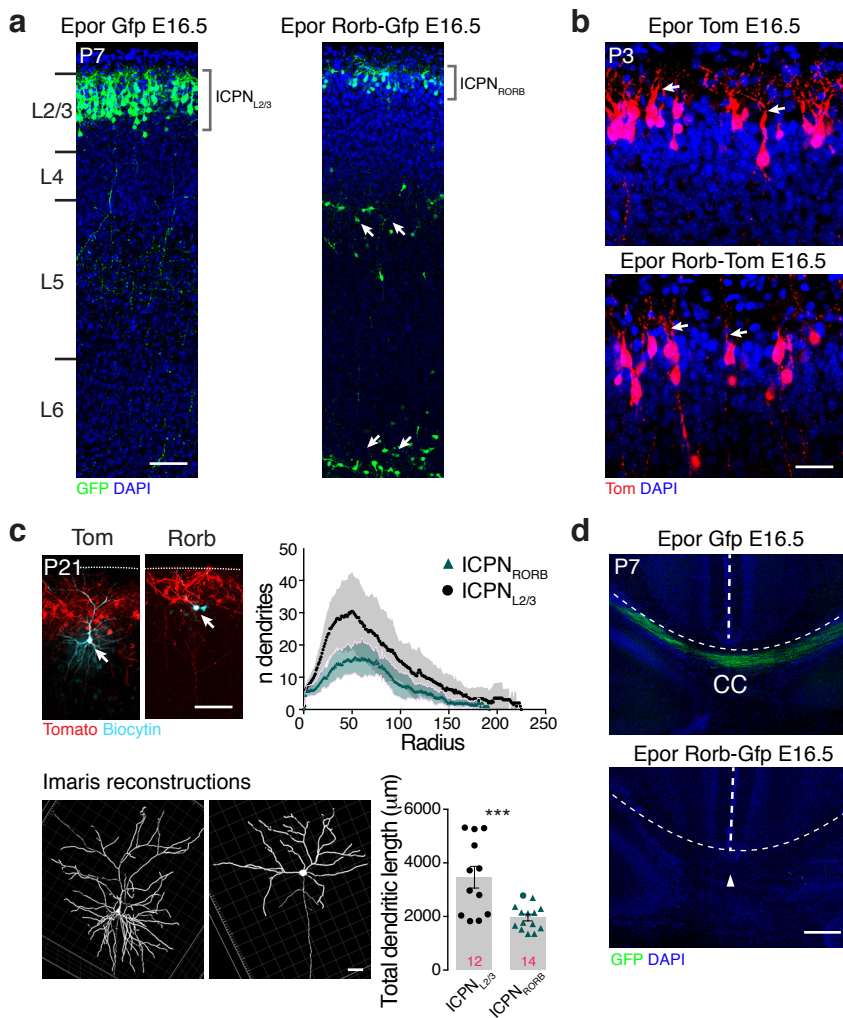 a
Epor Gfp E16.5
Epor Rorb-Gfp E16.5
P7
L2/3
L4
L5
L6
ICPN L2/3
ICPN RORB
GFP DAPI
b
Epor Tom E16.5
P3
Epor Rorb-Tom E16.5
Tom DAPI
c
Tom
Rorb
P21
Tomato Biocytin
50
40
30
20
10
0
n dendrites
0 50 100 150 200 250
Radius
ICPN RORB
ICPN L2/3
Imaris reconstructions
Total dendritic length (μm)
6000
4000
2000
0
***
12
14
ICPN L2/3
ICPN RORB
d
Epor Gfp E16.5
P7
CC
Epor Rorb-Gfp E16.5
GFP DAPI